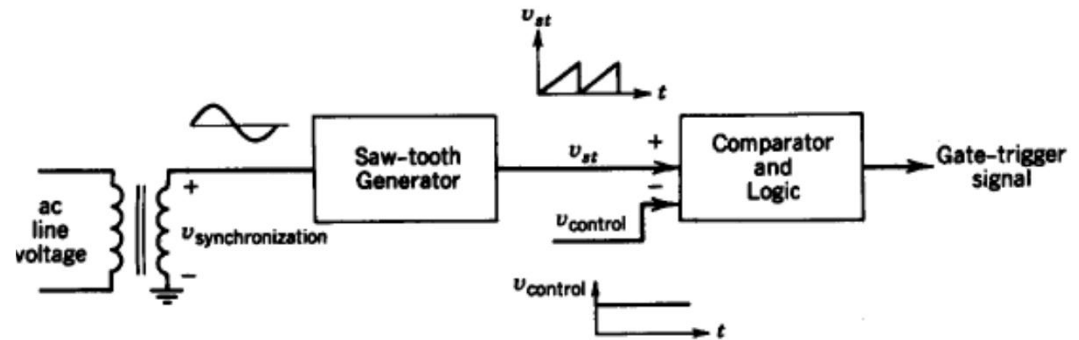 v_st
t
Saw-tooth
Generator
v_st
+
−
Comparator
and
Logic
Gate-trigger
signal
ac
line
voltage
+
v_synchronization
−
v_control
v_control
t